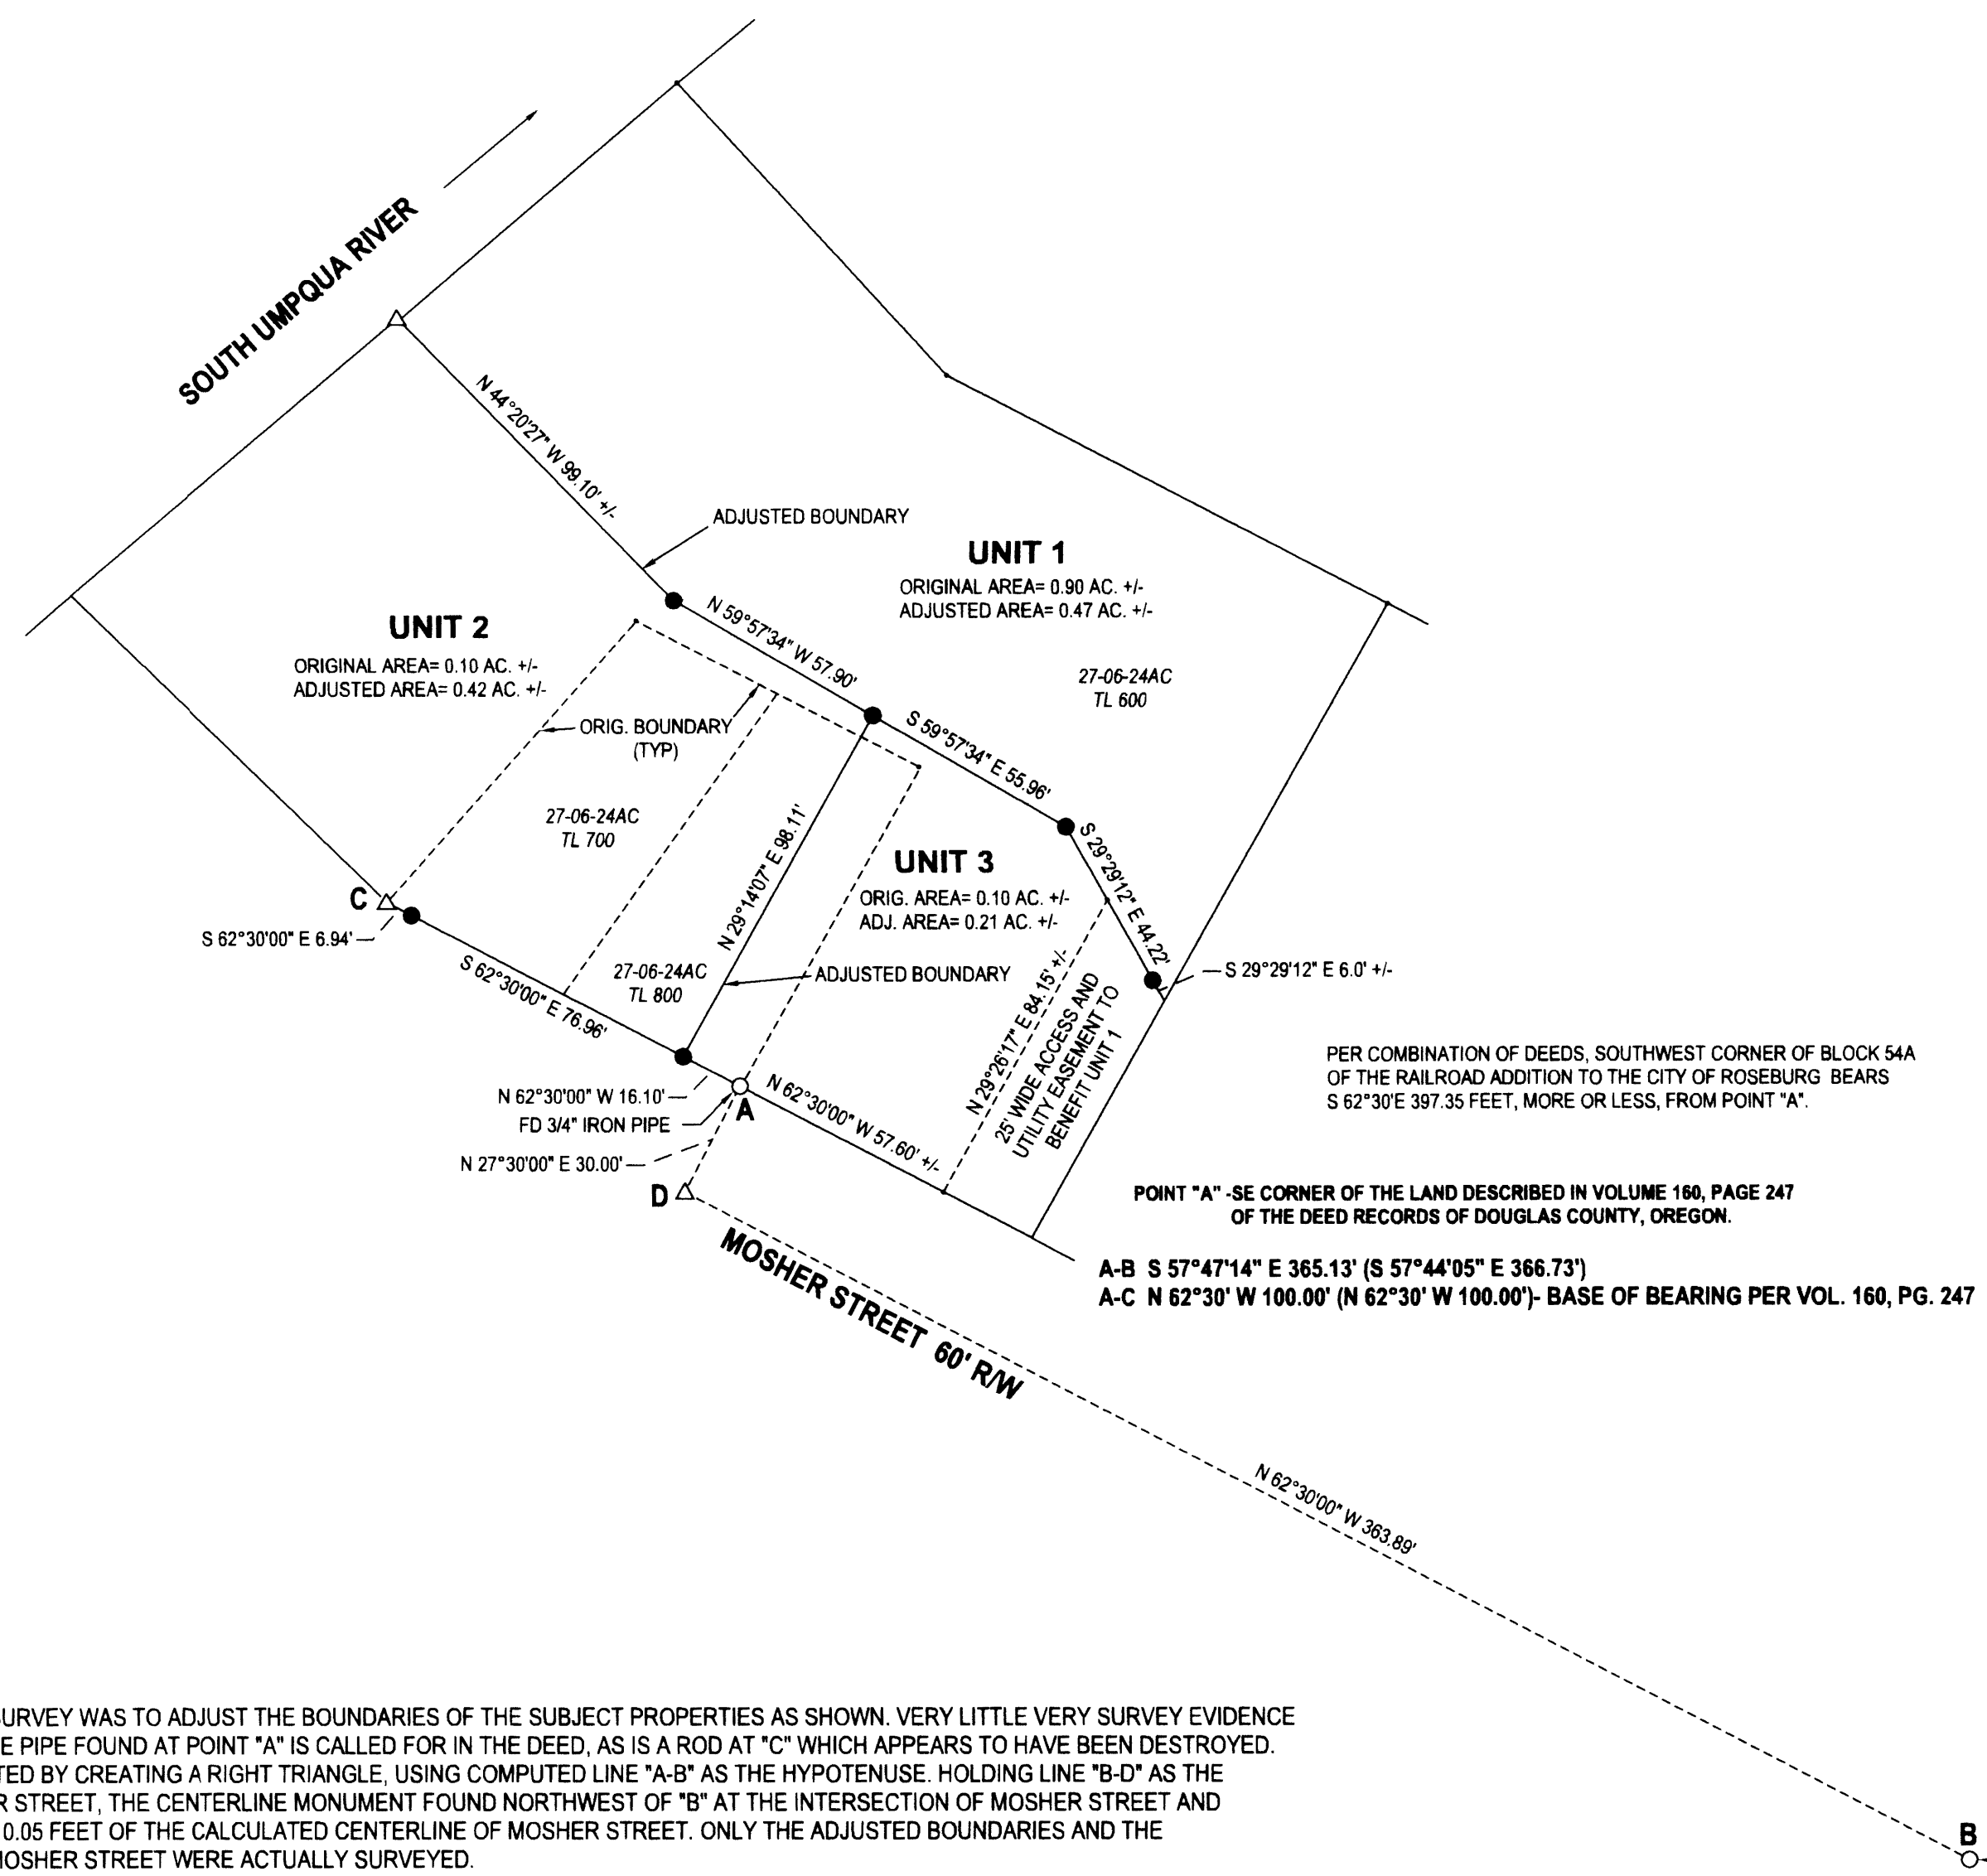 SOUTH UMPQUA RIVER
N 44°20'27" W 99.10' +/-
ADJUSTED BOUNDARY
UNIT 1
ORIGINAL AREA= 0.90 AC. +/-
ADJUSTED AREA= 0.47 AC. +/-
27-06-24AC
TL 600
N 59°57'34" W 57.90'
S 59°57'34" E 55.96'
UNIT 2
ORIGINAL AREA= 0.10 AC. +/-
ADJUSTED AREA= 0.42 AC. +/-
ORIG. BOUNDARY
(TYP)
27-06-24AC
TL 700
N 29°14'07" E 98.11'
UNIT 3
ORIG. AREA= 0.10 AC. +/-
ADJ. AREA= 0.21 AC. +/-
S 29°29'12" E 44.22'
S 29°29'12" E 6.0' +/-
C
S 62°30'00" E 6.94'
S 62°30'00" E 76.96'
27-06-24AC
TL 800
ADJUSTED BOUNDARY
N 29°26'17" E 84.15' +/-
25' WIDE ACCESS AND
UTILITY EASEMENT TO
BENEFIT UNIT 1
N 62°30'00" W 16.10'
FD 3/4" IRON PIPE
A
N 62°30'00" W 57.60' +/-
N 27°30'00" E 30.00'
D
PER COMBINATION OF DEEDS, SOUTHWEST CORNER OF BLOCK 54A
OF THE RAILROAD ADDITION TO THE CITY OF ROSEBURG BEARS
S 62°30'E 397.35 FEET, MORE OR LESS, FROM POINT "A".
POINT "A" -SE CORNER OF THE LAND DESCRIBED IN VOLUME 160, PAGE 247
OF THE DEED RECORDS OF DOUGLAS COUNTY, OREGON.
A-B S 57°47'14" E 365.13' (S 57°44'05" E 366.73')
A-C N 62°30' W 100.00' (N 62°30' W 100.00')- BASE OF BEARING PER VOL. 160, PG. 247
MOSHER STREET 60' R/W
N 62°30'00" W 363.89'
URVEY WAS TO ADJUST THE BOUNDARIES OF THE SUBJECT PROPERTIES AS SHOWN. VERY LITTLE VERY SURVEY EVIDENCE
E PIPE FOUND AT POINT "A" IS CALLED FOR IN THE DEED, AS IS A ROD AT "C" WHICH APPEARS TO HAVE BEEN DESTROYED.
TED BY CREATING A RIGHT TRIANGLE, USING COMPUTED LINE "A-B" AS THE HYPOTENUSE. HOLDING LINE "B-D" AS THE
R STREET, THE CENTERLINE MONUMENT FOUND NORTHWEST OF "B" AT THE INTERSECTION OF MOSHER STREET AND
0.05 FEET OF THE CALCULATED CENTERLINE OF MOSHER STREET. ONLY THE ADJUSTED BOUNDARIES AND THE
MOSHER STREET WERE ACTUALLY SURVEYED.
B